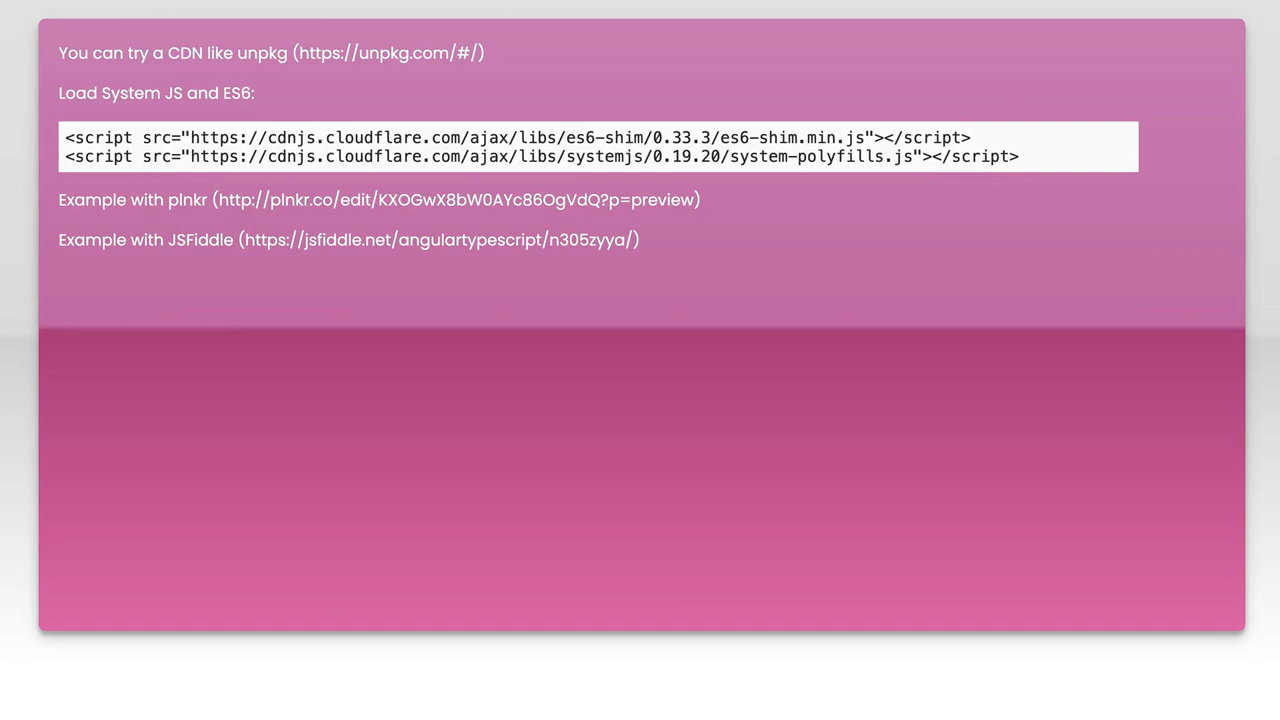 You can try a CDN like unpkg (https://unpkg.com/#/)
Load System JS and ES6:
<script src="https://cdnjs.cloudflare.com/ajax/libs/es6-shim/0.33.3/es6-shim.min.js"></script>
<script src="https://cdnjs.cloudflare.com/ajax/libs/systemjs/0.19.20/system-polyfills.js"></script>
Example with plnkr (http://plnkr.co/edit/KXOGwX8bW0AYc86OgVdQ?p=preview)
Example with JSFiddle (https://jsfiddle.net/angulartypescript/n305zyya/)